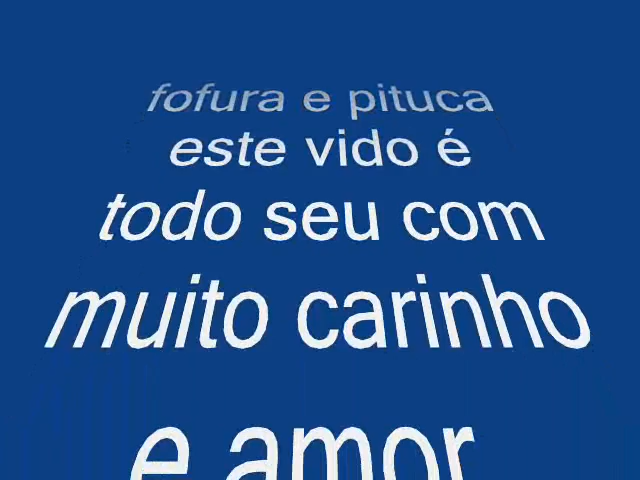 fofura e pituca
este vido é
todo seu com
muito carinho
e amor